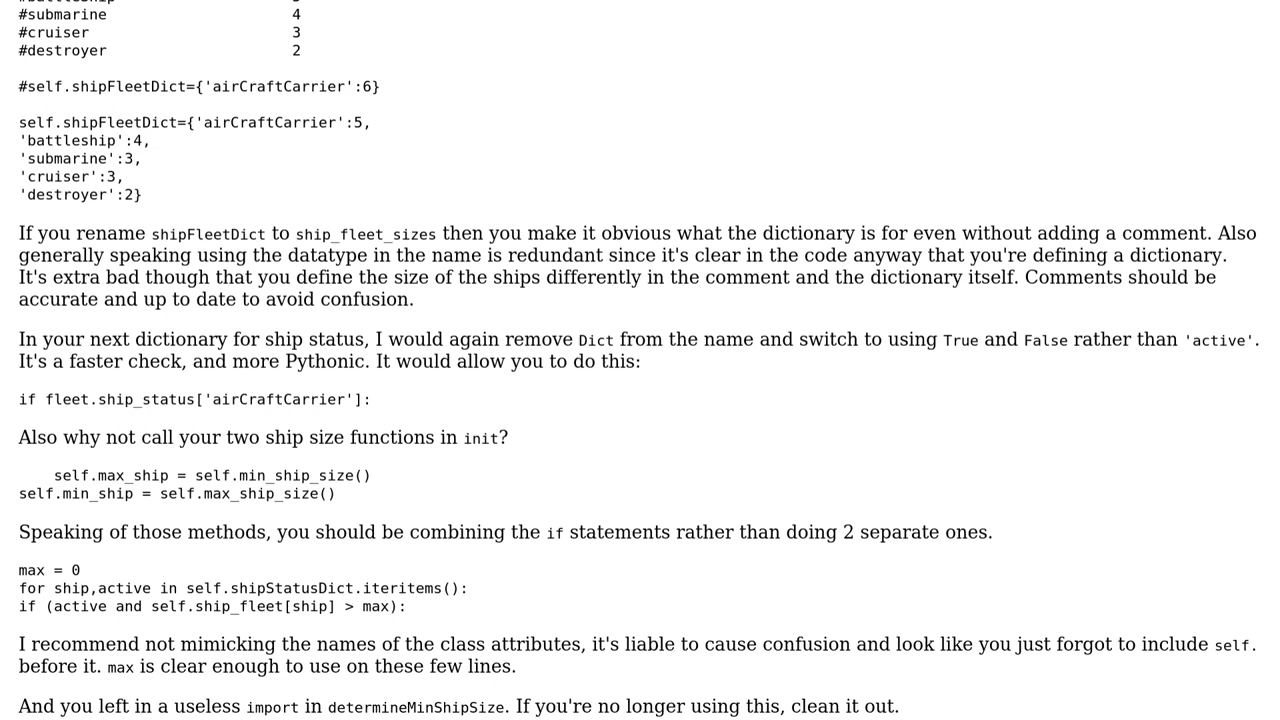 #submarine 4
#cruiser 3
#destroyer 2
#self.shipFleetDict={'airCraftCarrier':6}
self.shipFleetDict={'airCraftCarrier':5,
'battleship':4,
'submarine':3,
'cruiser':3,
'destroyer':2}
If you rename shipFleetDict to ship_fleet_sizes then you make it obvious what the dictionary is for even without adding a comment. Also
generally speaking using the datatype in the name is redundant since it's clear in the code anyway that you're defining a dictionary.
It's extra bad though that you define the size of the ships differently in the comment and the dictionary itself. Comments should be
accurate and up to date to avoid confusion.
In your next dictionary for ship status, I would again remove Dict from the name and switch to using True and False rather than 'active'.
It's a faster check, and more Pythonic. It would allow you to do this:
if fleet.ship_status['airCraftCarrier']:
Also why not call your two ship size functions in init?
self.max_ship = self.min_ship_size()
self.min_ship = self.max_ship_size()
Speaking of those methods, you should be combining the if statements rather than doing 2 separate ones.
max = 0
for ship,active in self.shipStatusDict.iteritems():
if (active and self.ship_fleet[ship] > max):
I recommend not mimicking the names of the class attributes, it's liable to cause confusion and look like you just forgot to include self.
before it. max is clear enough to use on these few lines.
And you left in a useless import in determineMinShipSize. If you're no longer using this, clean it out.